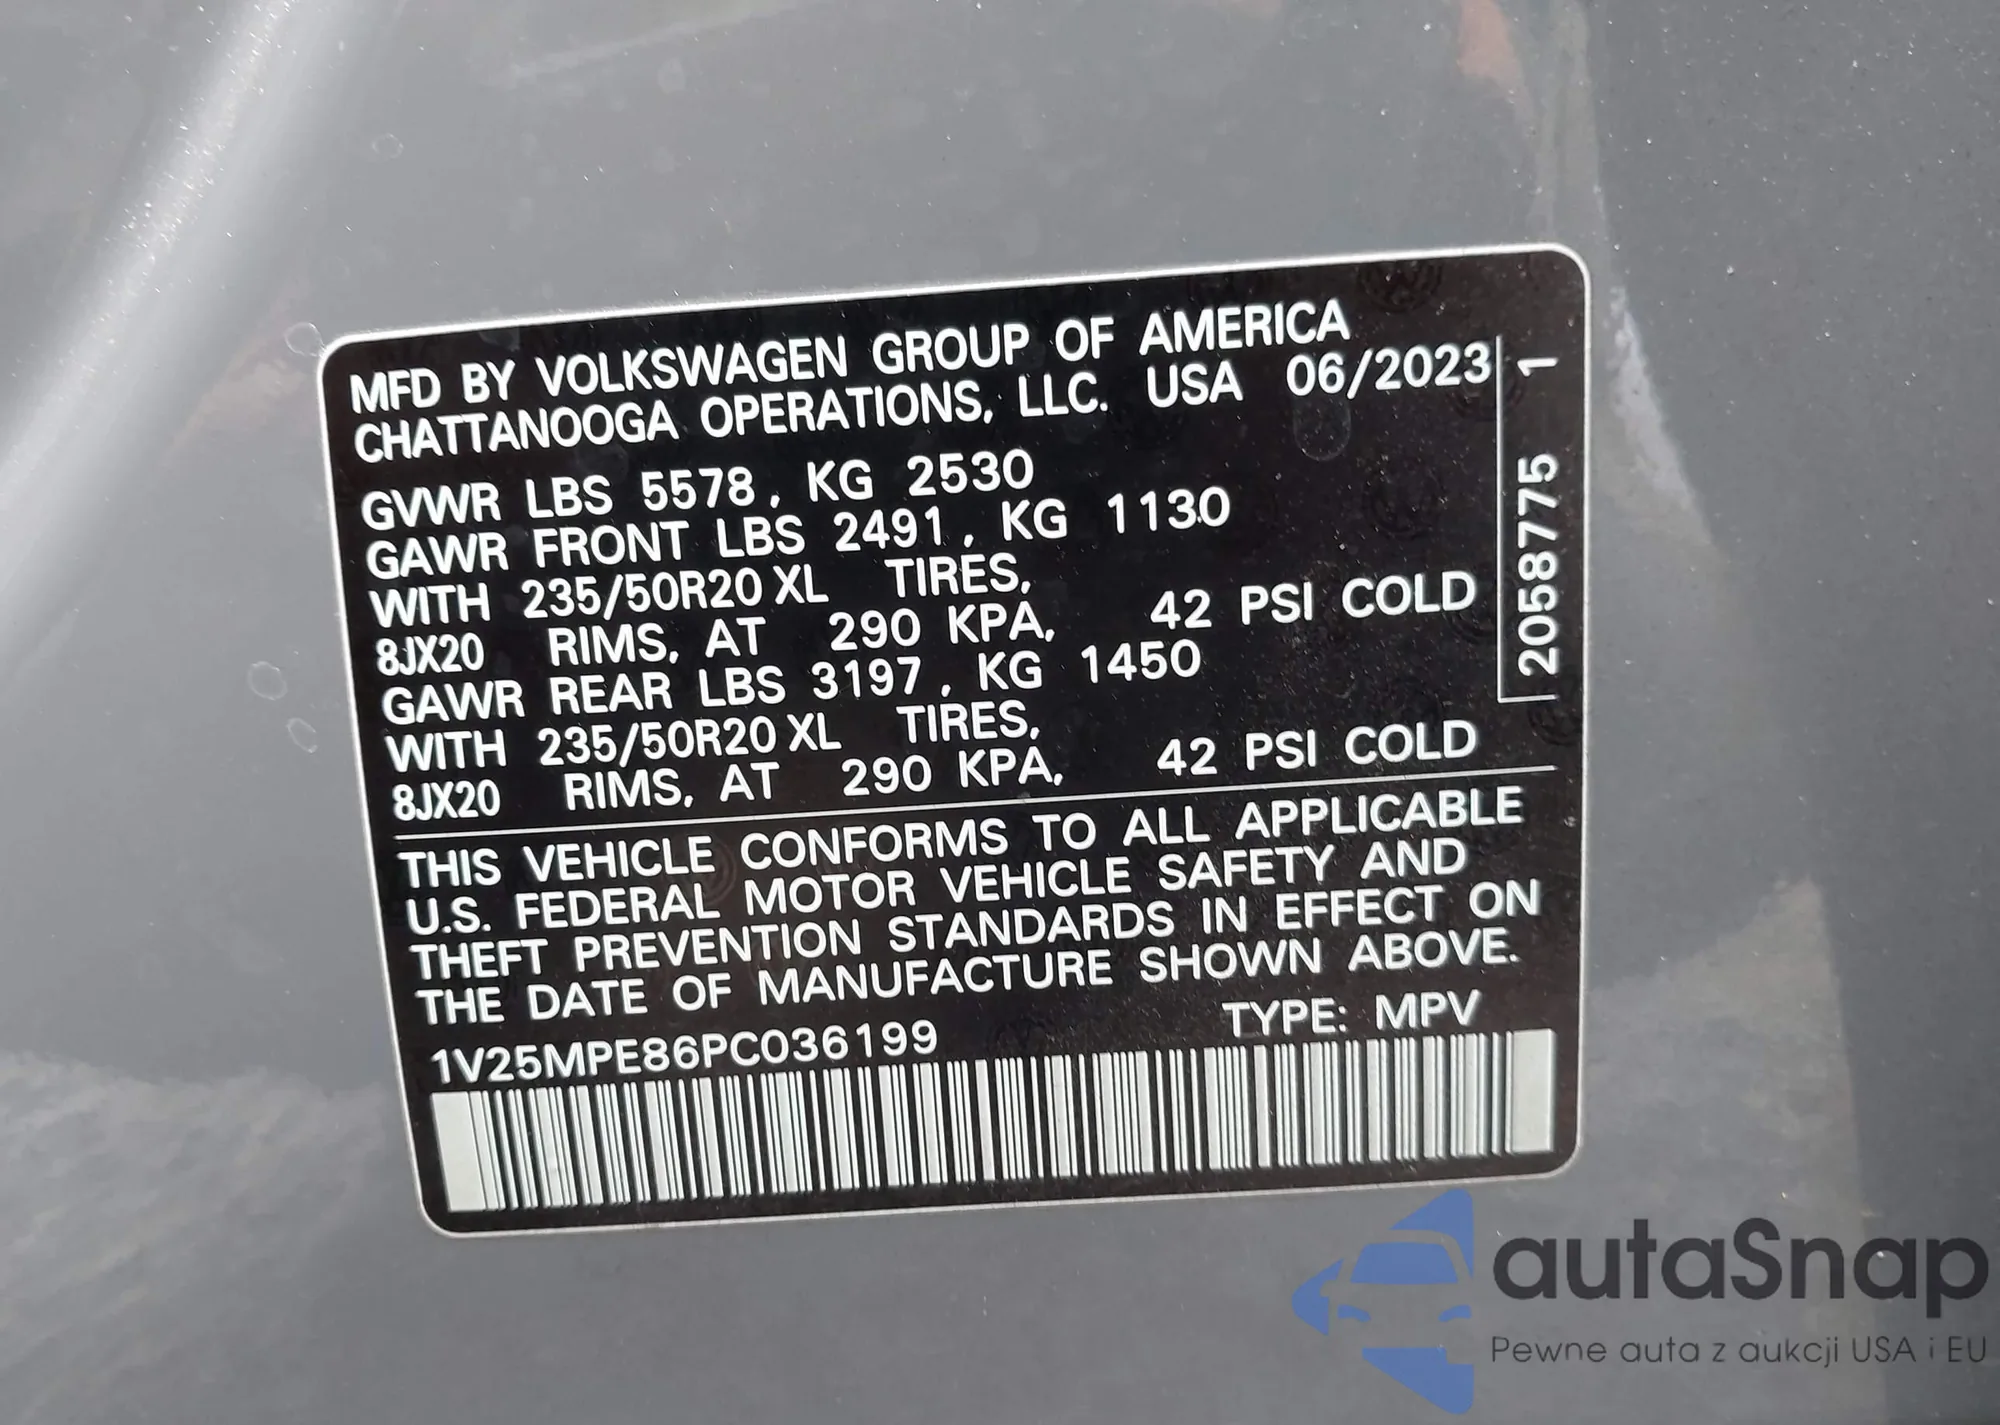 MFD BY VOLKSWAGEN GROUP OF AMERICA
CHATTANOOGA OPERATIONS, LLC. USA 06/2023
GVWR LBS 5578, KG 2530
GAWR FRONT LBS 2491, KG 1130
WITH 235/50R20 XL TIRES,
8JX20 RIMS, AT 290 KPA, 42 PSI COLD
GAWR REAR LBS 3197, KG 1450
WITH 235/50R20 XL TIRES,
8JX20 RIMS, AT 290 KPA, 42 PSI COLD
2058775 1
THIS VEHICLE CONFORMS TO ALL APPLICABLE
U.S. FEDERAL MOTOR VEHICLE SAFETY AND
THEFT PREVENTION STANDARDS IN EFFECT ON
THE DATE OF MANUFACTURE SHOWN ABOVE.
1V25MPE86PC036199 TYPE: MPV
autaSnap
Pewne auta z aukcji USA i EU